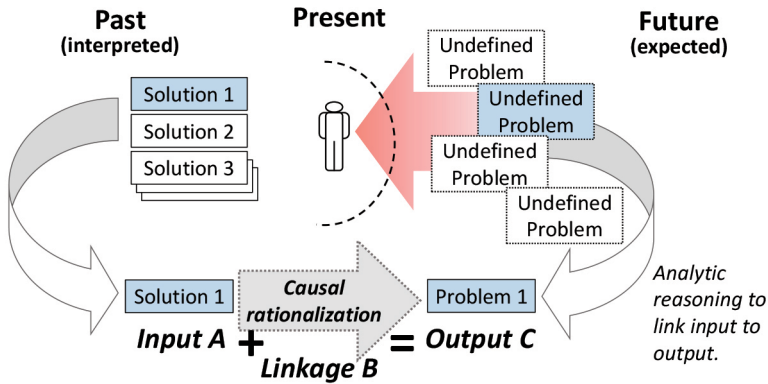 Past
(interpreted)
Present
Future
(expected)
Solution 1
Solution 2
Solution 3
Undefined
Problem
Undefined
Problem
Undefined
Problem
Undefined
Problem
Solution 1
Causal
rationalization
Problem 1
Input A
+
Linkage B
=
Output C
Analytic
reasoning to
link input to
output.